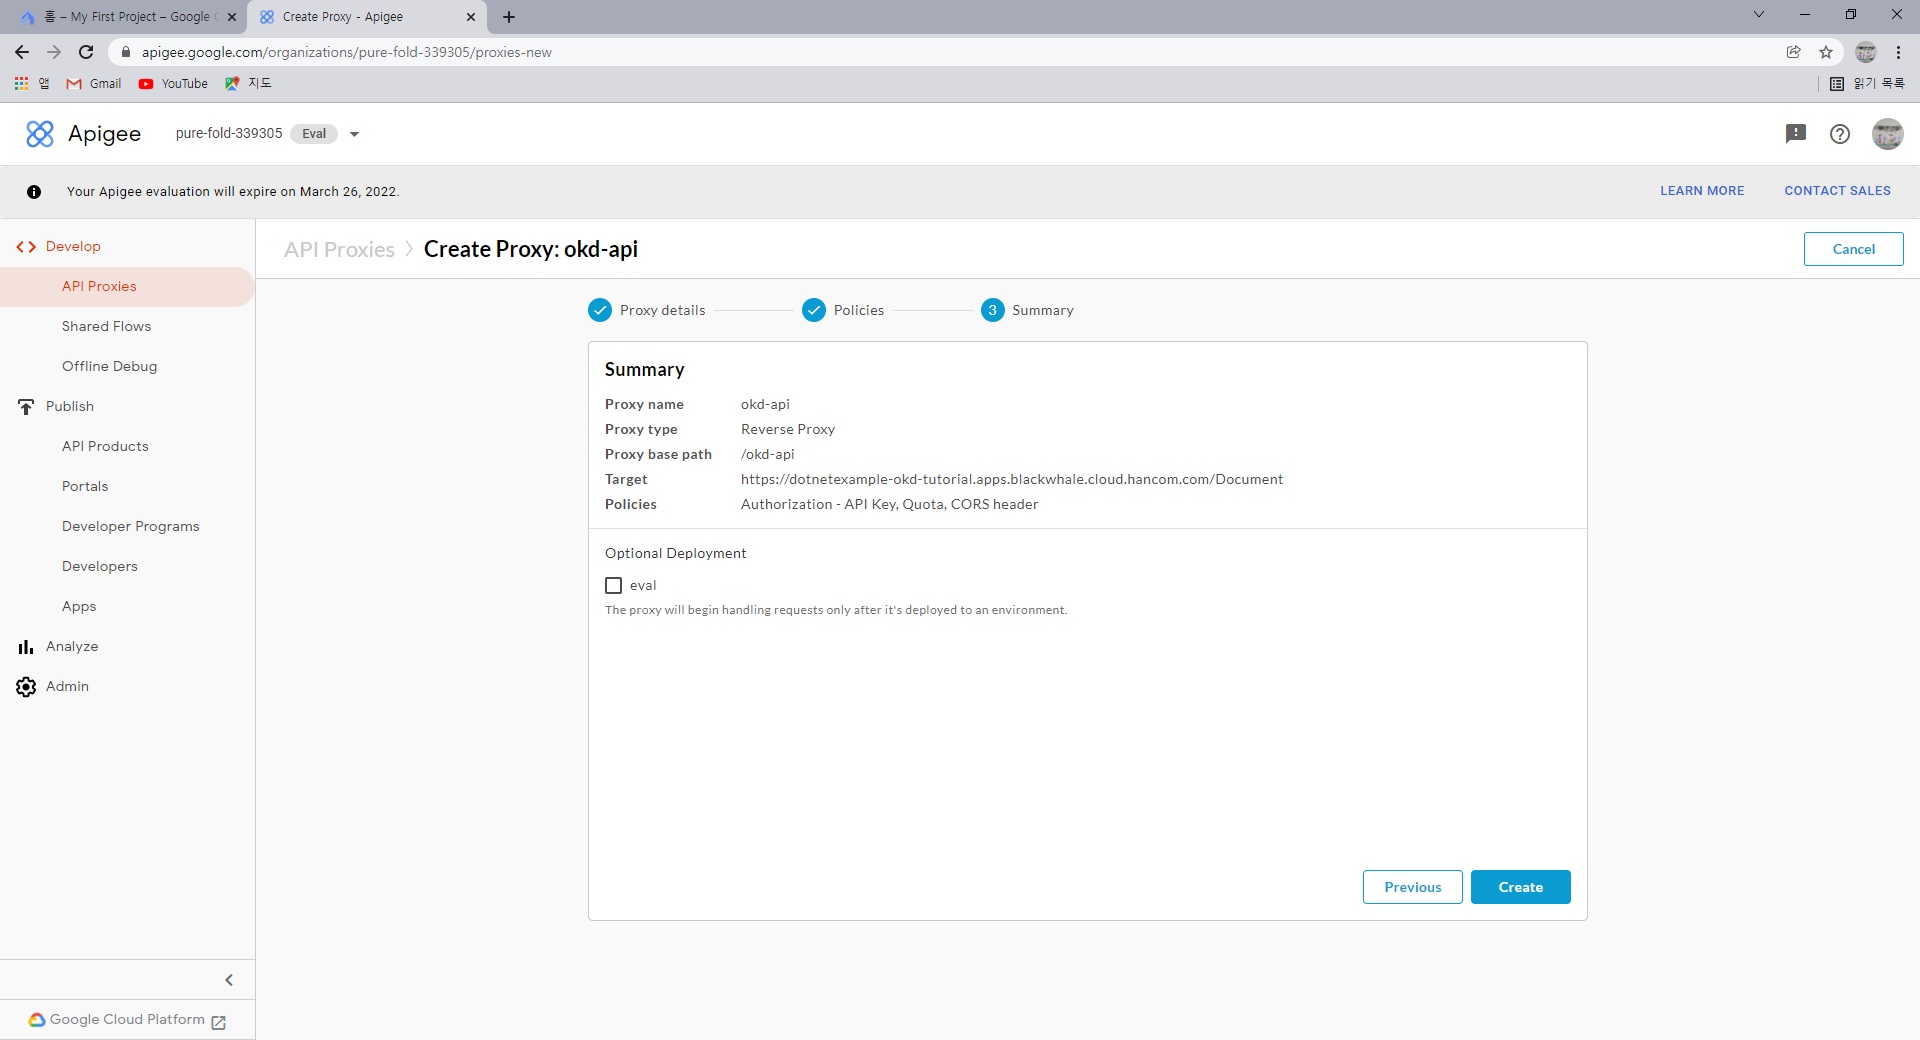 홈 – My First Project – Google
Create Proxy - Apigee
apigee.google.com/organizations/pure-fold-339305/proxies-new
앱
Gmail
YouTube
지도
읽기 목록
Apigee
pure-fold-339305
Eval
Your Apigee evaluation will expire on March 26, 2022.
LEARN MORE
CONTACT SALES
Develop
API Proxies
Shared Flows
Offline Debug
Publish
API Products
Portals
Developer Programs
Developers
Apps
Analyze
Admin
Google Cloud Platform
API Proxies > Create Proxy: okd-api
Cancel
Proxy details
Policies
3 Summary
Summary
Proxy name okd-api
Proxy type Reverse Proxy
Proxy base path /okd-api
Target https://dotnetexample-okd-tutorial.apps.blackwhale.cloud.hancom.com/Document
Policies Authorization - API Key, Quota, CORS header
Optional Deployment
eval
The proxy will begin handling requests only after it's deployed to an environment.
Previous
Create